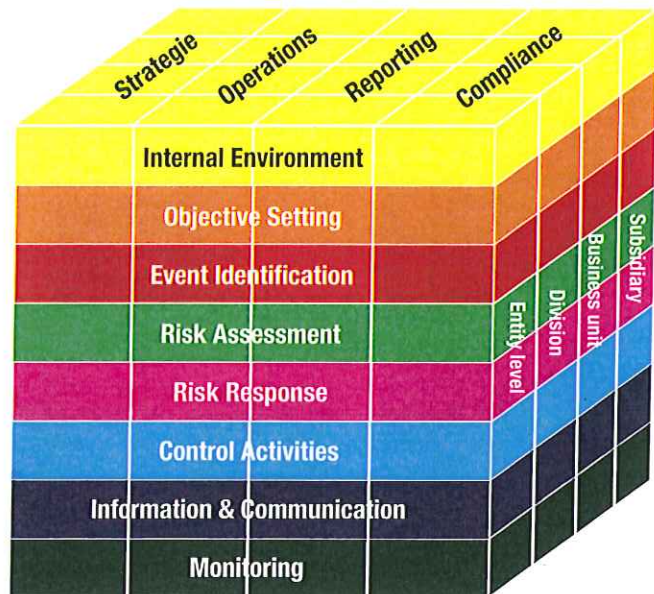 Strategie
Operations
Reporting
Compliance
Internal Environment
Objective Setting
Event Identification
Risk Assessment
Risk Response
Control Activities
Information & Communication
Monitoring
Entity level
Division
Business unit
Subsidiary